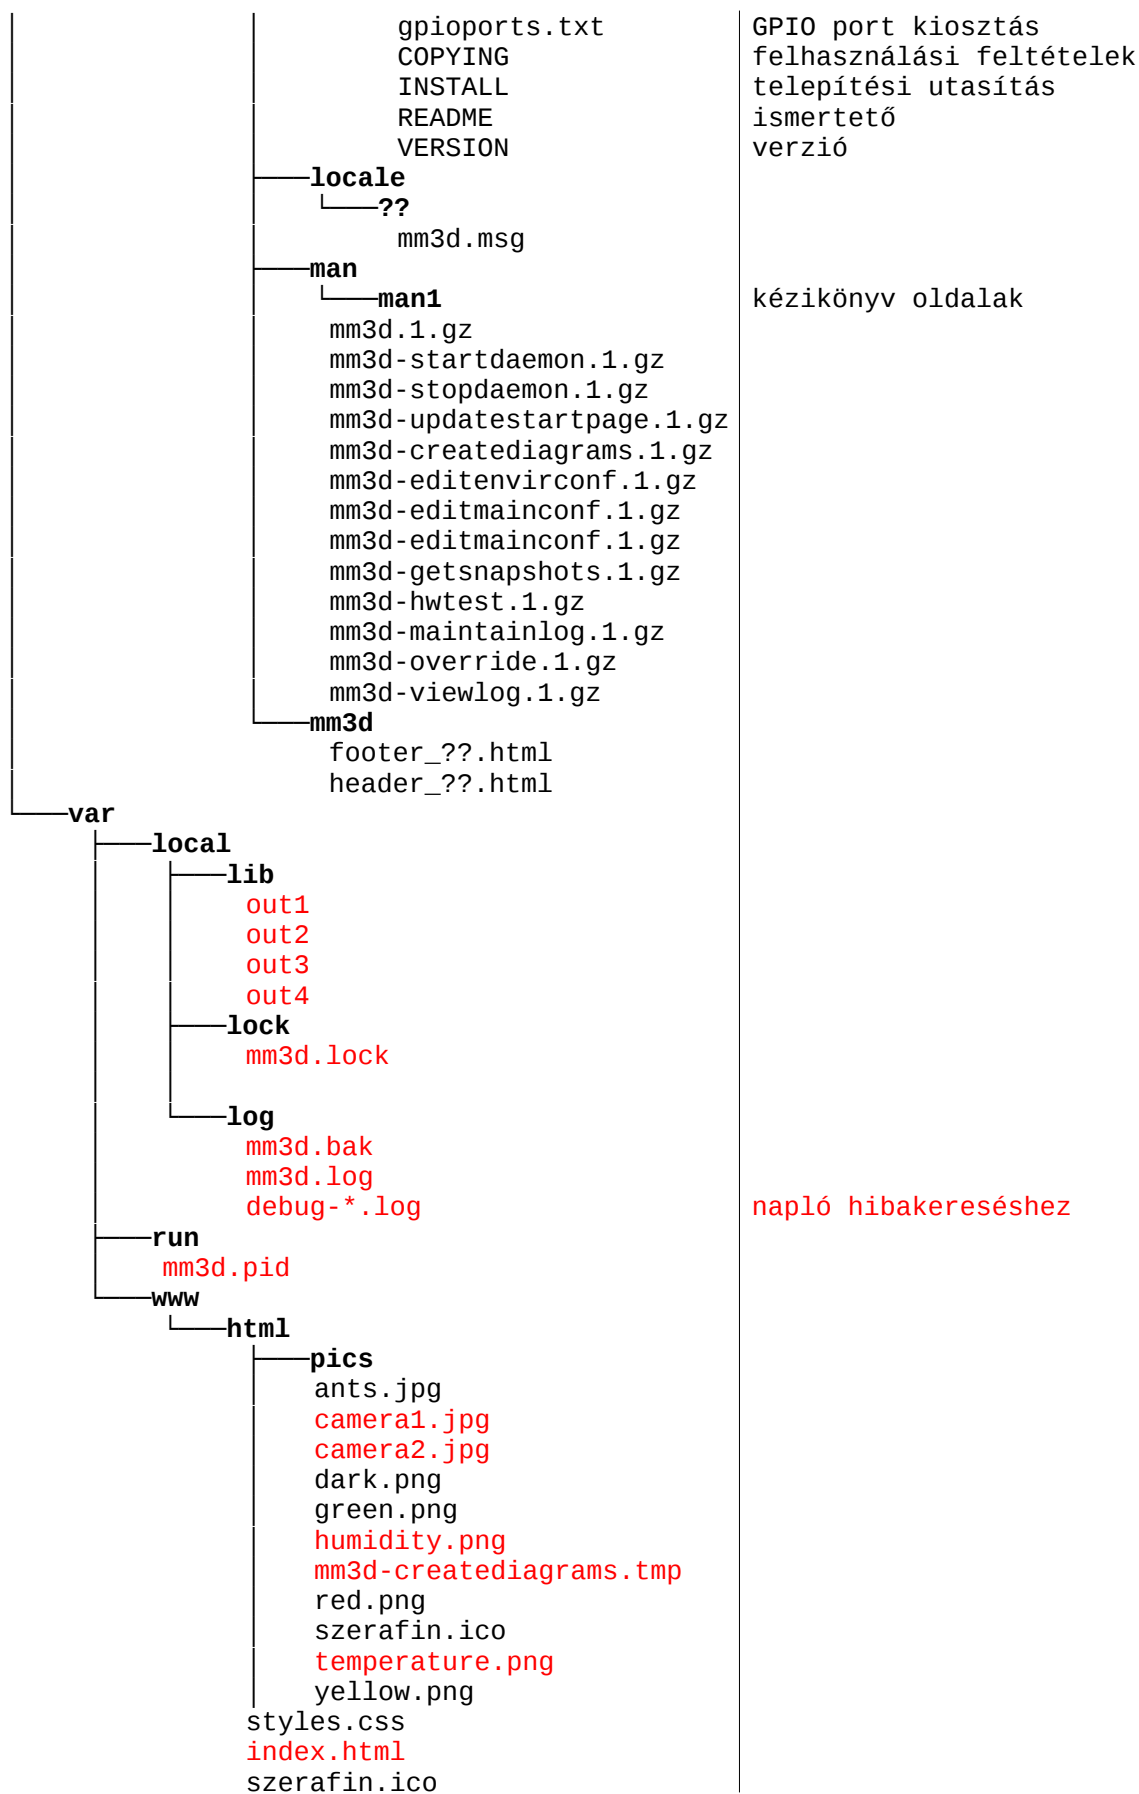 gpioports.txt GPIO port kiosztás
COPYING felhasználási feltételek
INSTALL telepítési utasítás
README ismertető
VERSION verzió
locale
??
mm3d.msg
man
man1 kézikönyv oldalak
mm3d.1.gz
mm3d-startdaemon.1.gz
mm3d-stopdaemon.1.gz
mm3d-updatestartpage.1.gz
mm3d-creatediagrams.1.gz
mm3d-editenvirconf.1.gz
mm3d-editmainconf.1.gz
mm3d-editmainconf.1.gz
mm3d-getsnapshots.1.gz
mm3d-hwtest.1.gz
mm3d-maintainlog.1.gz
mm3d-override.1.gz
mm3d-viewlog.1.gz
mm3d
footer_??.html
header_??.html
var
local
lib
out1
out2
out3
out4
lock
mm3d.lock
log
mm3d.bak
mm3d.log
debug-*.log napló hibakereséshez
run
mm3d.pid
www
html
pics
ants.jpg
camera1.jpg
camera2.jpg
dark.png
green.png
humidity.png
mm3d-creatediagrams.tmp
red.png
szerafin.ico
temperature.png
yellow.png
styles.css
index.html
szerafin.ico